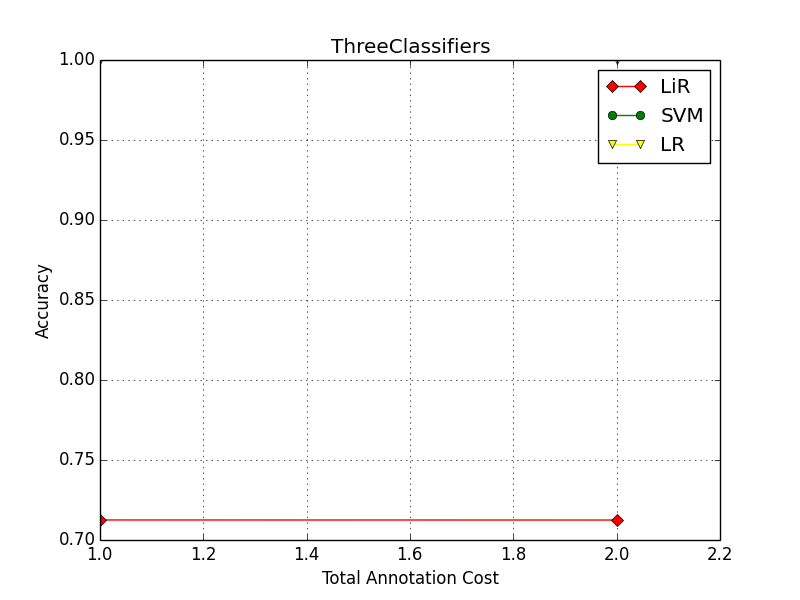 ThreeClassifiers
1.00
0.95
0.90
0.85
0.80
0.75
0.70
Accuracy
LiR
SVM
LR
1.0 1.2 1.4 1.6 1.8 2.0 2.2
Total Annotation Cost